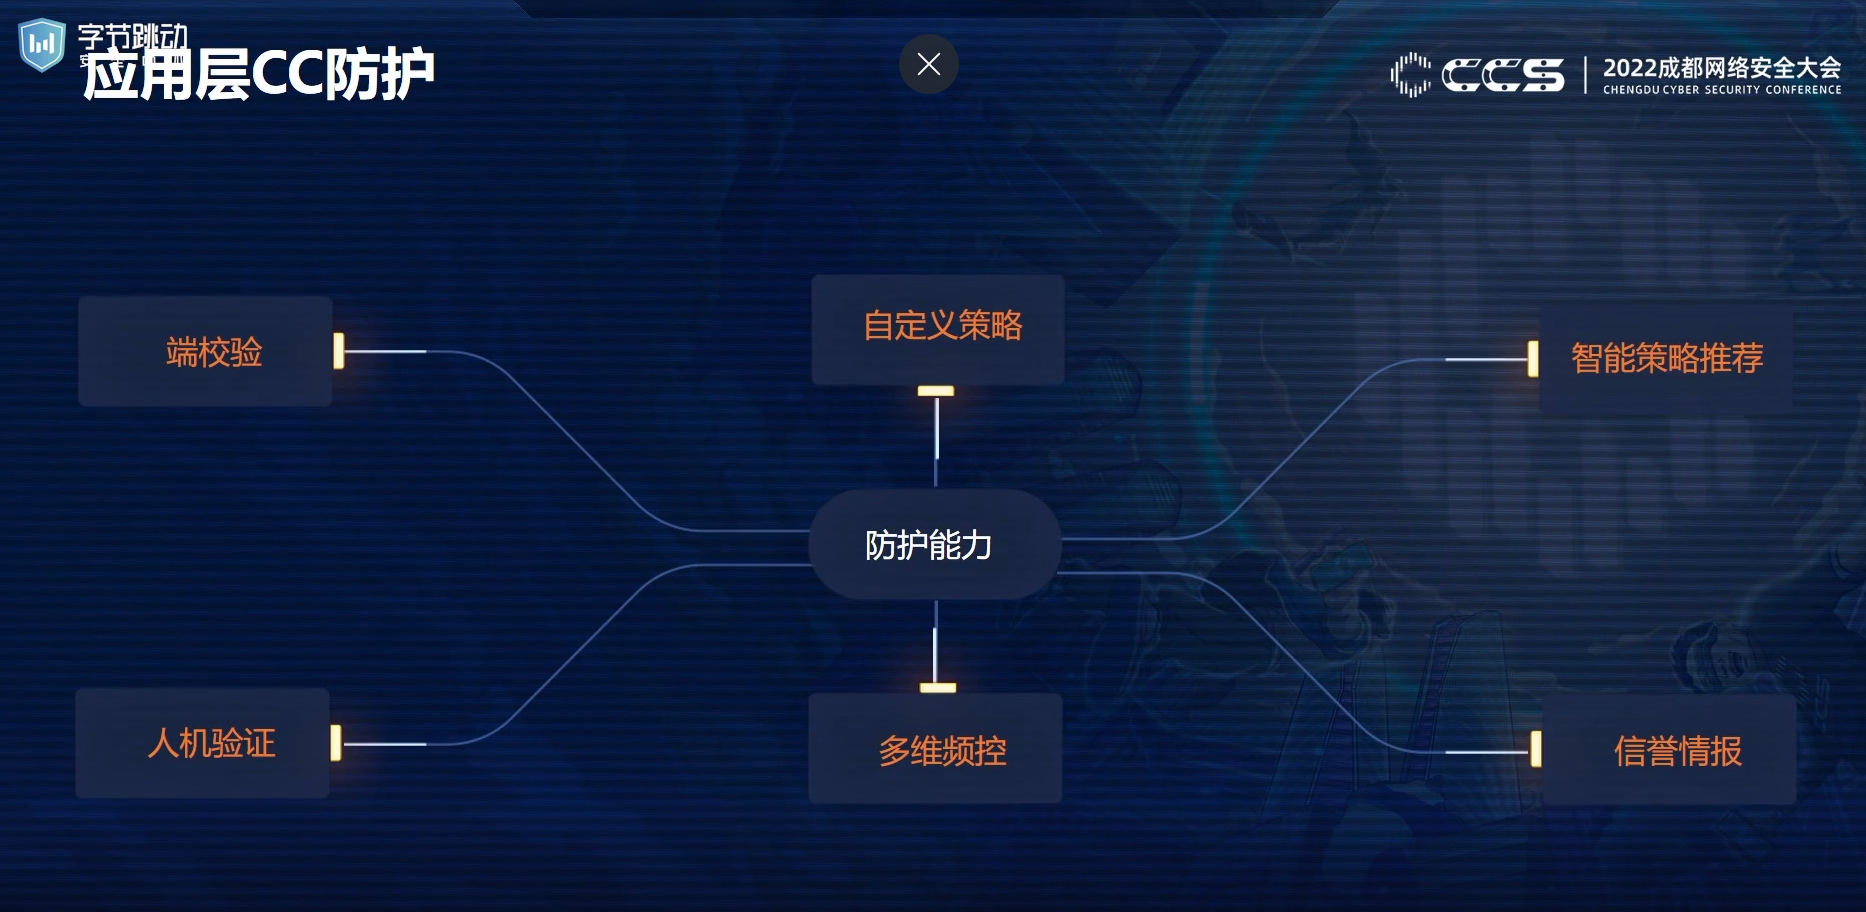 字节跳动
应用层CC防护
CCS
2022成都网络安全大会
CHENGDU CYBER SECURITY CONFERENCE
自定义策略
端校验
智能策略推荐
防护能力
人机验证
多维频控
信誉情报